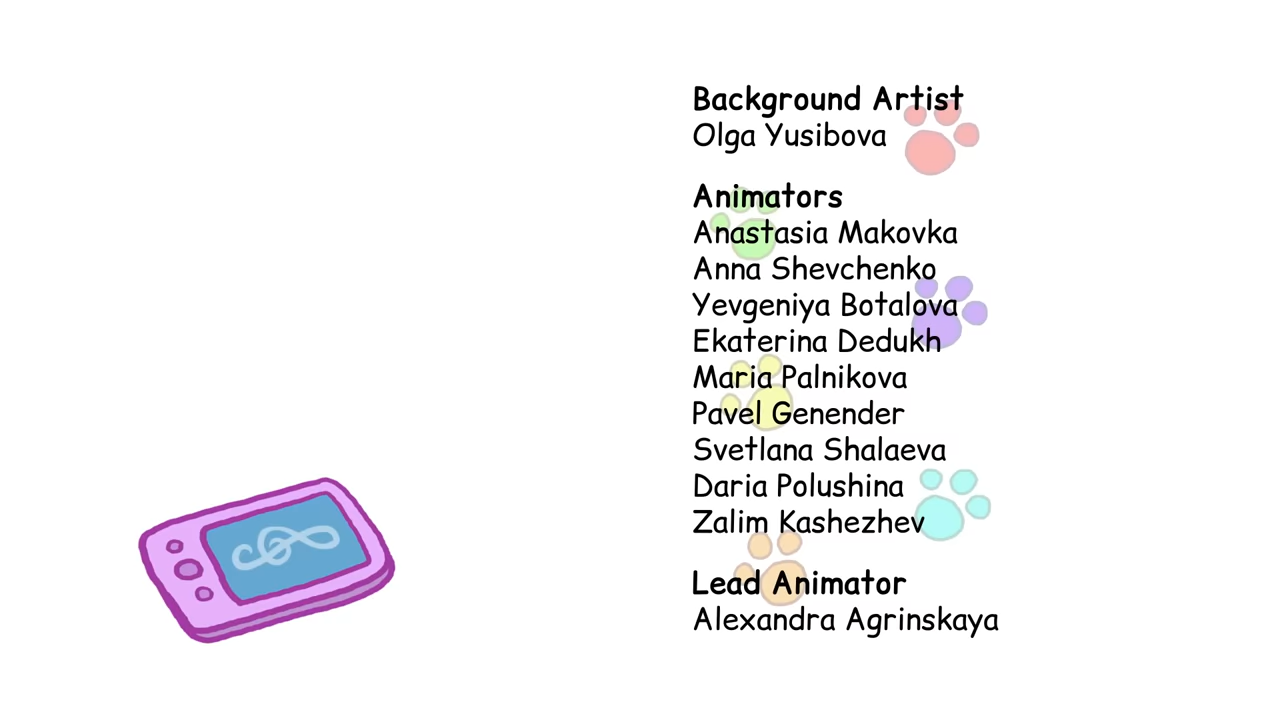 Background Artist
Olga Yusibova
Animators
Anastasia Makovka
Anna Shevchenko
Yevgeniya Botalova
Ekaterina Dedukh
Maria Palnikova
Pavel Genender
Svetlana Shalaeva
Daria Polushina
Zalim Kashezhev
Lead Animator
Alexandra Agrinskaya